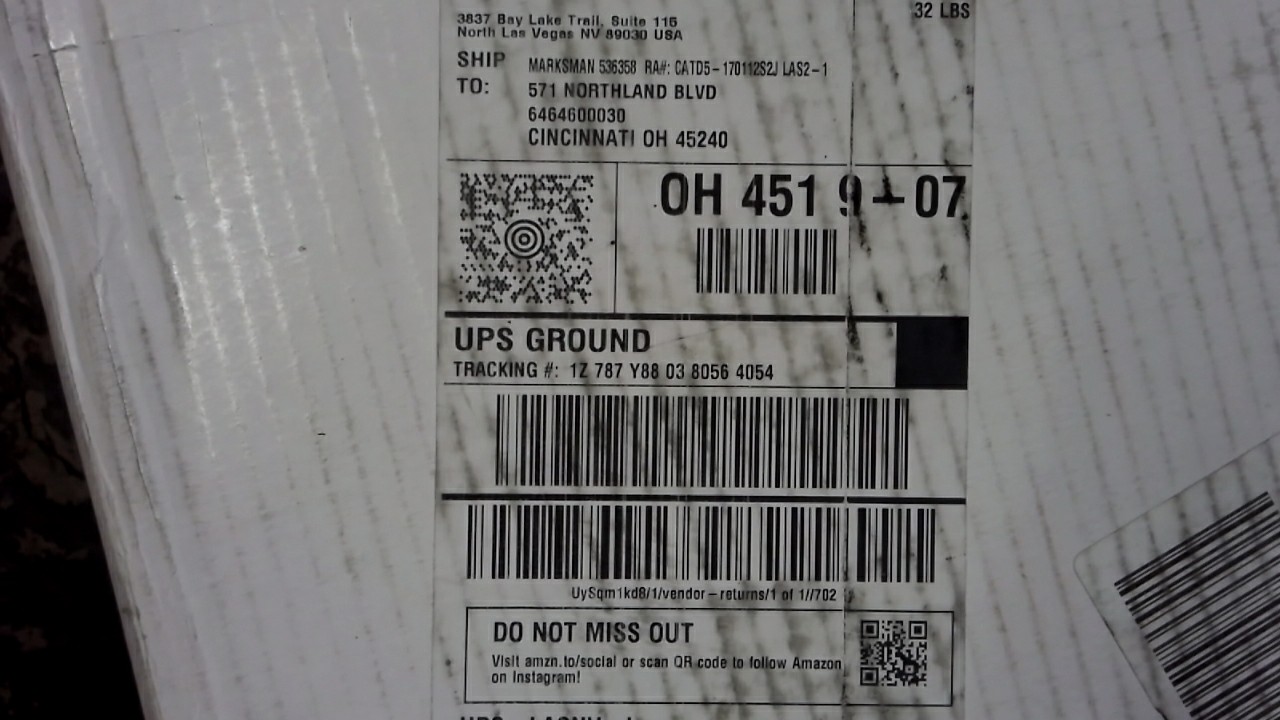 32 LBS
3837 Bay Lake Trail, Suite 115
North Las Vegas NV 89030 USA
SHIP TO:
MARKSMAN 536358 RA#: CATD5-170112S2J LAS2-1
571 NORTHLAND BLVD
6464600030
CINCINNATI OH 45240
OH 451 9-07
UPS GROUND
TRACKING #: 1Z 787 Y88 03 8056 4054
UySqm1kd8/1/vendor-returns/1 of 1//702
DO NOT MISS OUT
Visit amzn.to/social or scan QR code to follow Amazon
on Instagram!